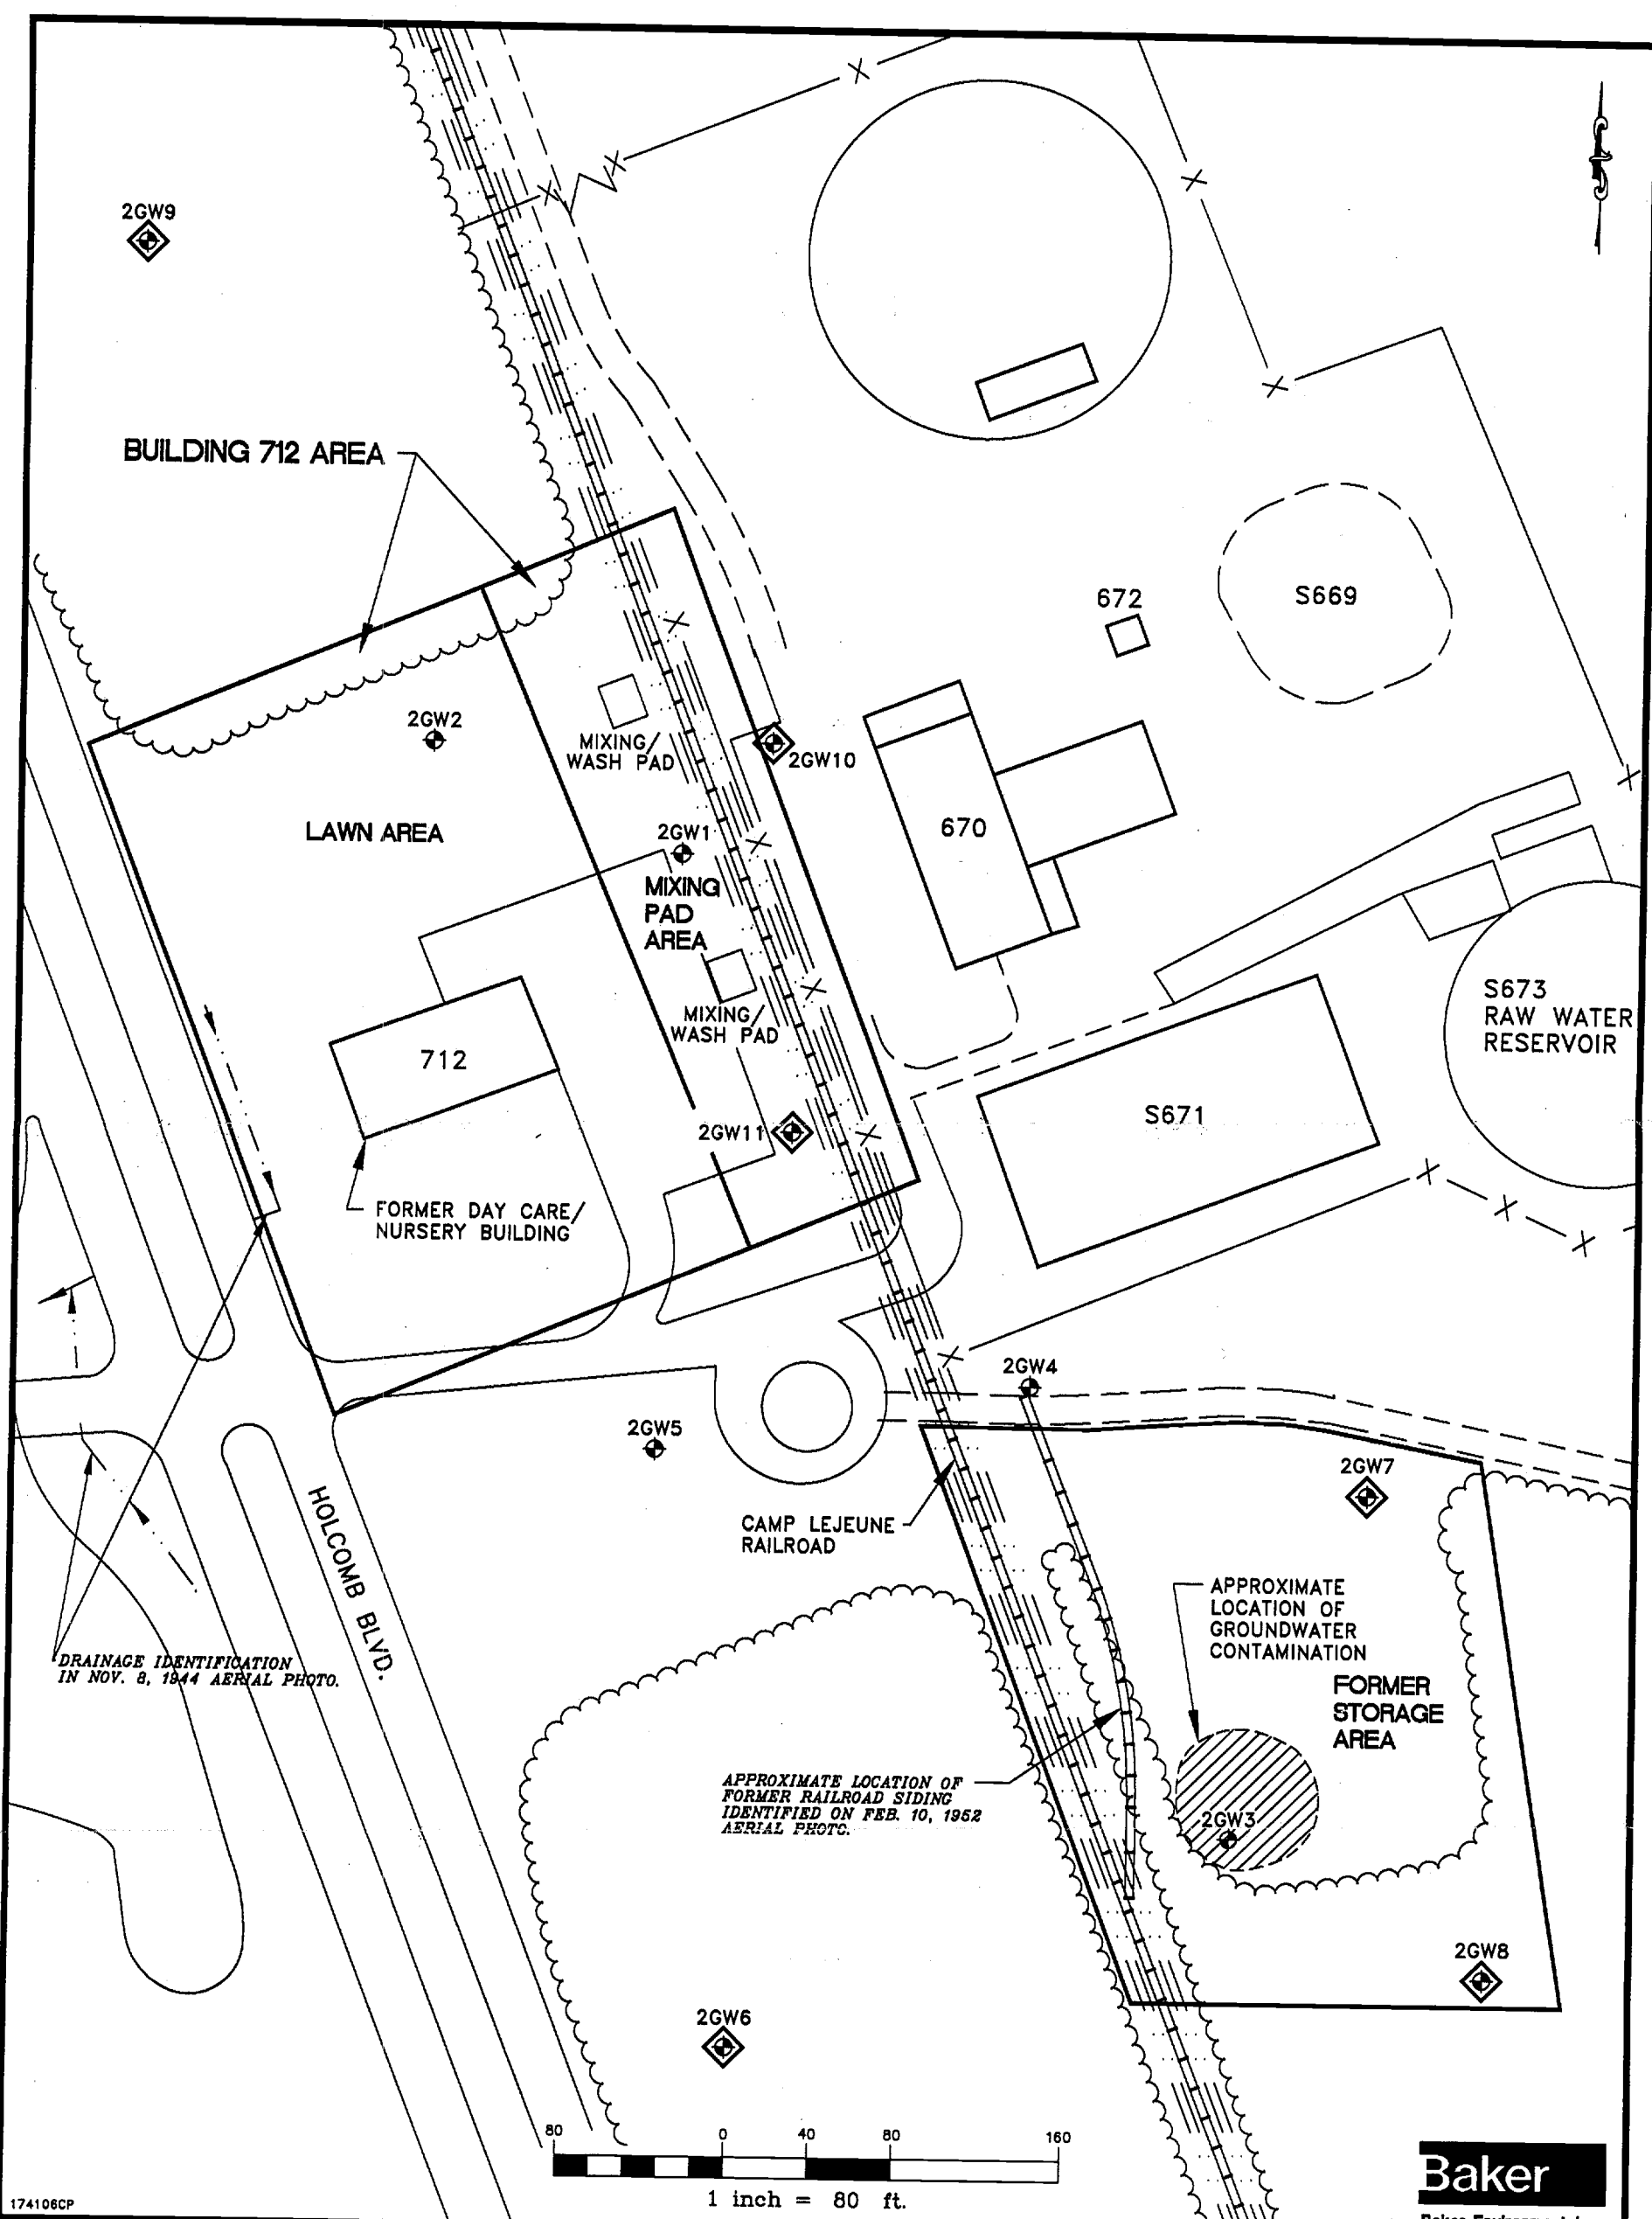 2GW9
BUILDING 712 AREA
672
S669
2GW2
MIXING/
WASH PAD
2GW10
LAWN AREA
2GW1
670
MIXING
PAD
AREA
MIXING/
WASH PAD
S673
RAW WATER
RESERVOIR
712
S671
2GW11
FORMER DAY CARE/
NURSERY BUILDING
2GW4
2GW5
2GW7
HOLCOMB BLVD.
CAMP LEJEUNE
RAILROAD
APPROXIMATE
LOCATION OF
GROUNDWATER
CONTAMINATION
DRAINAGE IDENTIFICATION
IN NOV. 8, 1944 AERIAL PHOTO.
FORMER
STORAGE
AREA
APPROXIMATE LOCATION OF
FORMER RAILROAD SIDING
IDENTIFIED ON FEB. 10, 1952
AERIAL PHOTO.
2GW3
2GW8
2GW6
80 0 40 80 160
1 inch = 80 ft.
Baker
174106CP